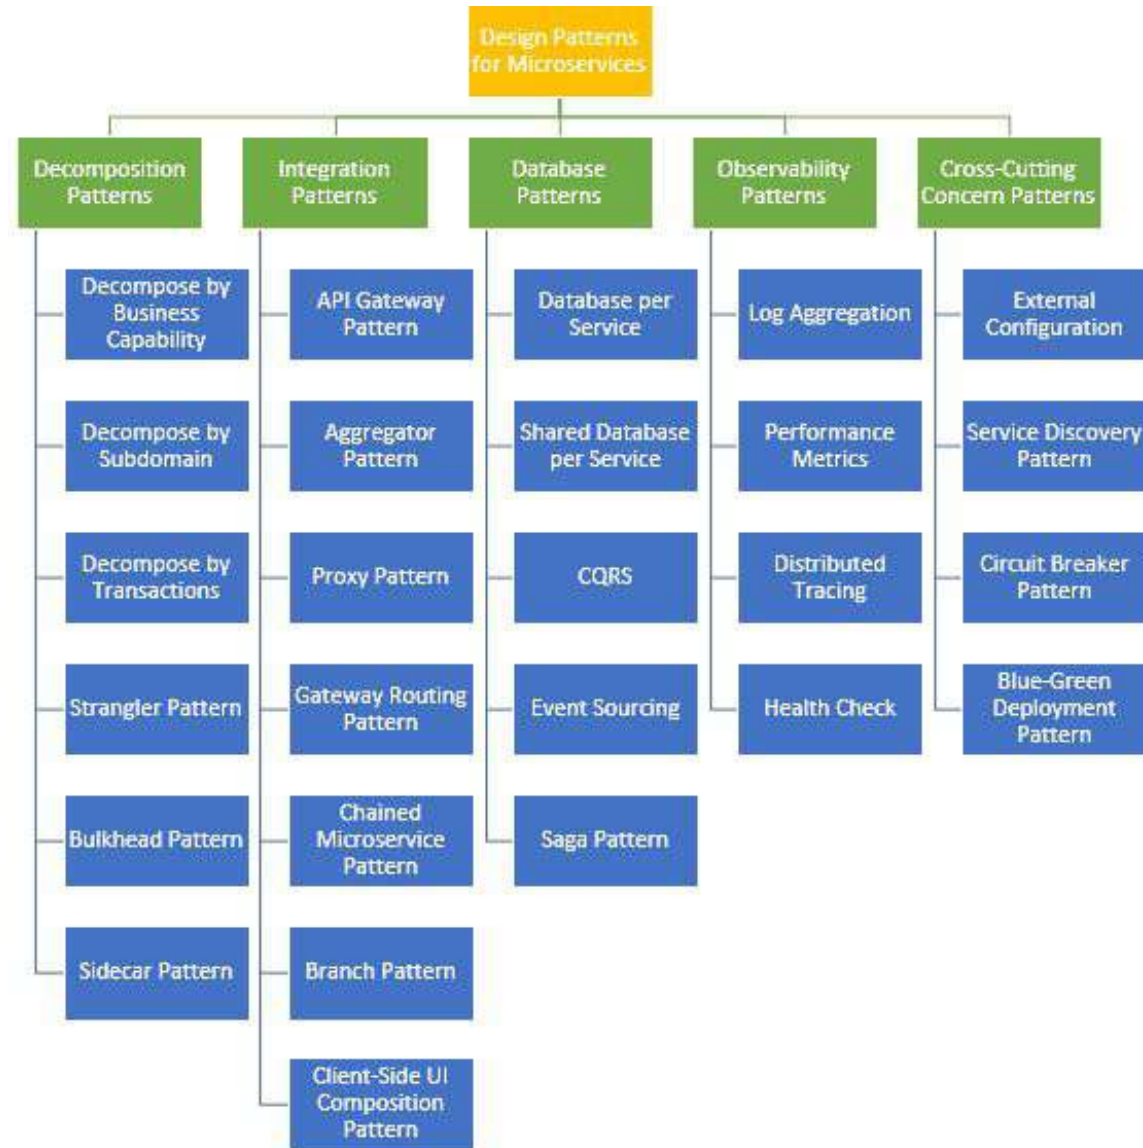 Design Patterns
for Microservices
Decomposition
Patterns
Integration
Patterns
Database
Patterns
Observability
Patterns
Cross-Cutting
Concern Patterns
Decompose by
Business
Capability
API Gateway
Pattern
Database per
Service
Log Aggregation
External
Configuration
Decompose by
Subdomain
Aggregator
Pattern
Shared Database
per Service
Performance
Metrics
Service Discovery
Pattern
Decompose by
Transactions
Proxy Pattern
CQRS
Distributed
Tracing
Circuit Breaker
Pattern
Strangler Pattern
Gateway Routing
Pattern
Event Sourcing
Health Check
Blue-Green
Deployment
Pattern
Bulkhead Pattern
Chained
Microservice
Pattern
Saga Pattern
Sidecar Pattern
Branch Pattern
Client-Side UI
Composition
Pattern